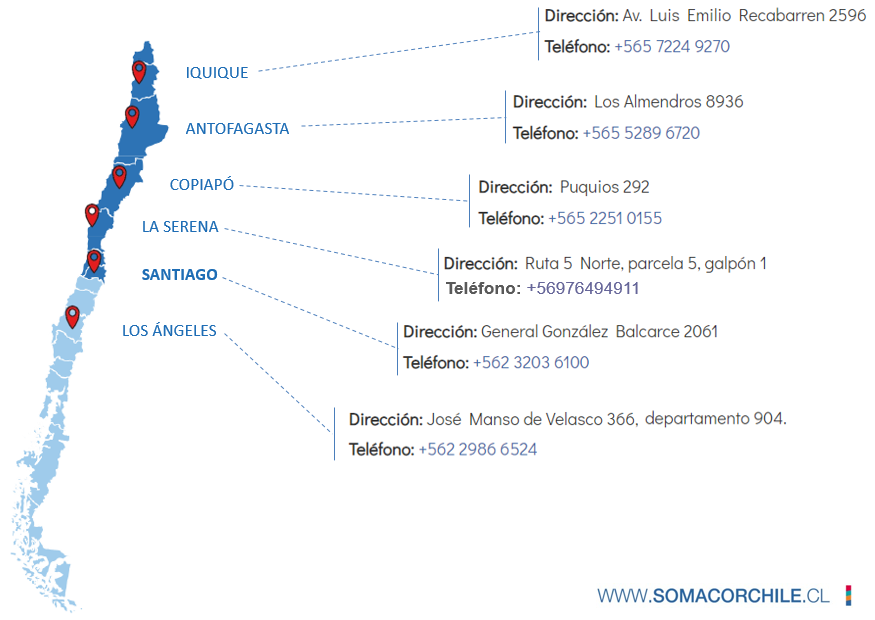 Dirección: Av. Luis Emilio Recabarren 2596
Teléfono: +565 7224 9270
IQUIQUE
Dirección: Los Almendros 8936
Teléfono: +565 5289 6720
ANTOFAGASTA
Dirección: Puquios 292
Teléfono: +565 2251 0155
COPIAPÓ
LA SERENA
Dirección: Ruta 5 Norte, parcela 5, galpón 1
Teléfono: +56976494911
SANTIAGO
Dirección: General González Balcarce 2061
Teléfono: +562 3203 6100
LOS ÁNGELES
Dirección: José Manso de Velasco 366, departamento 904.
Teléfono: +562 2986 6524
WWW.SOMACORCHILE.CL